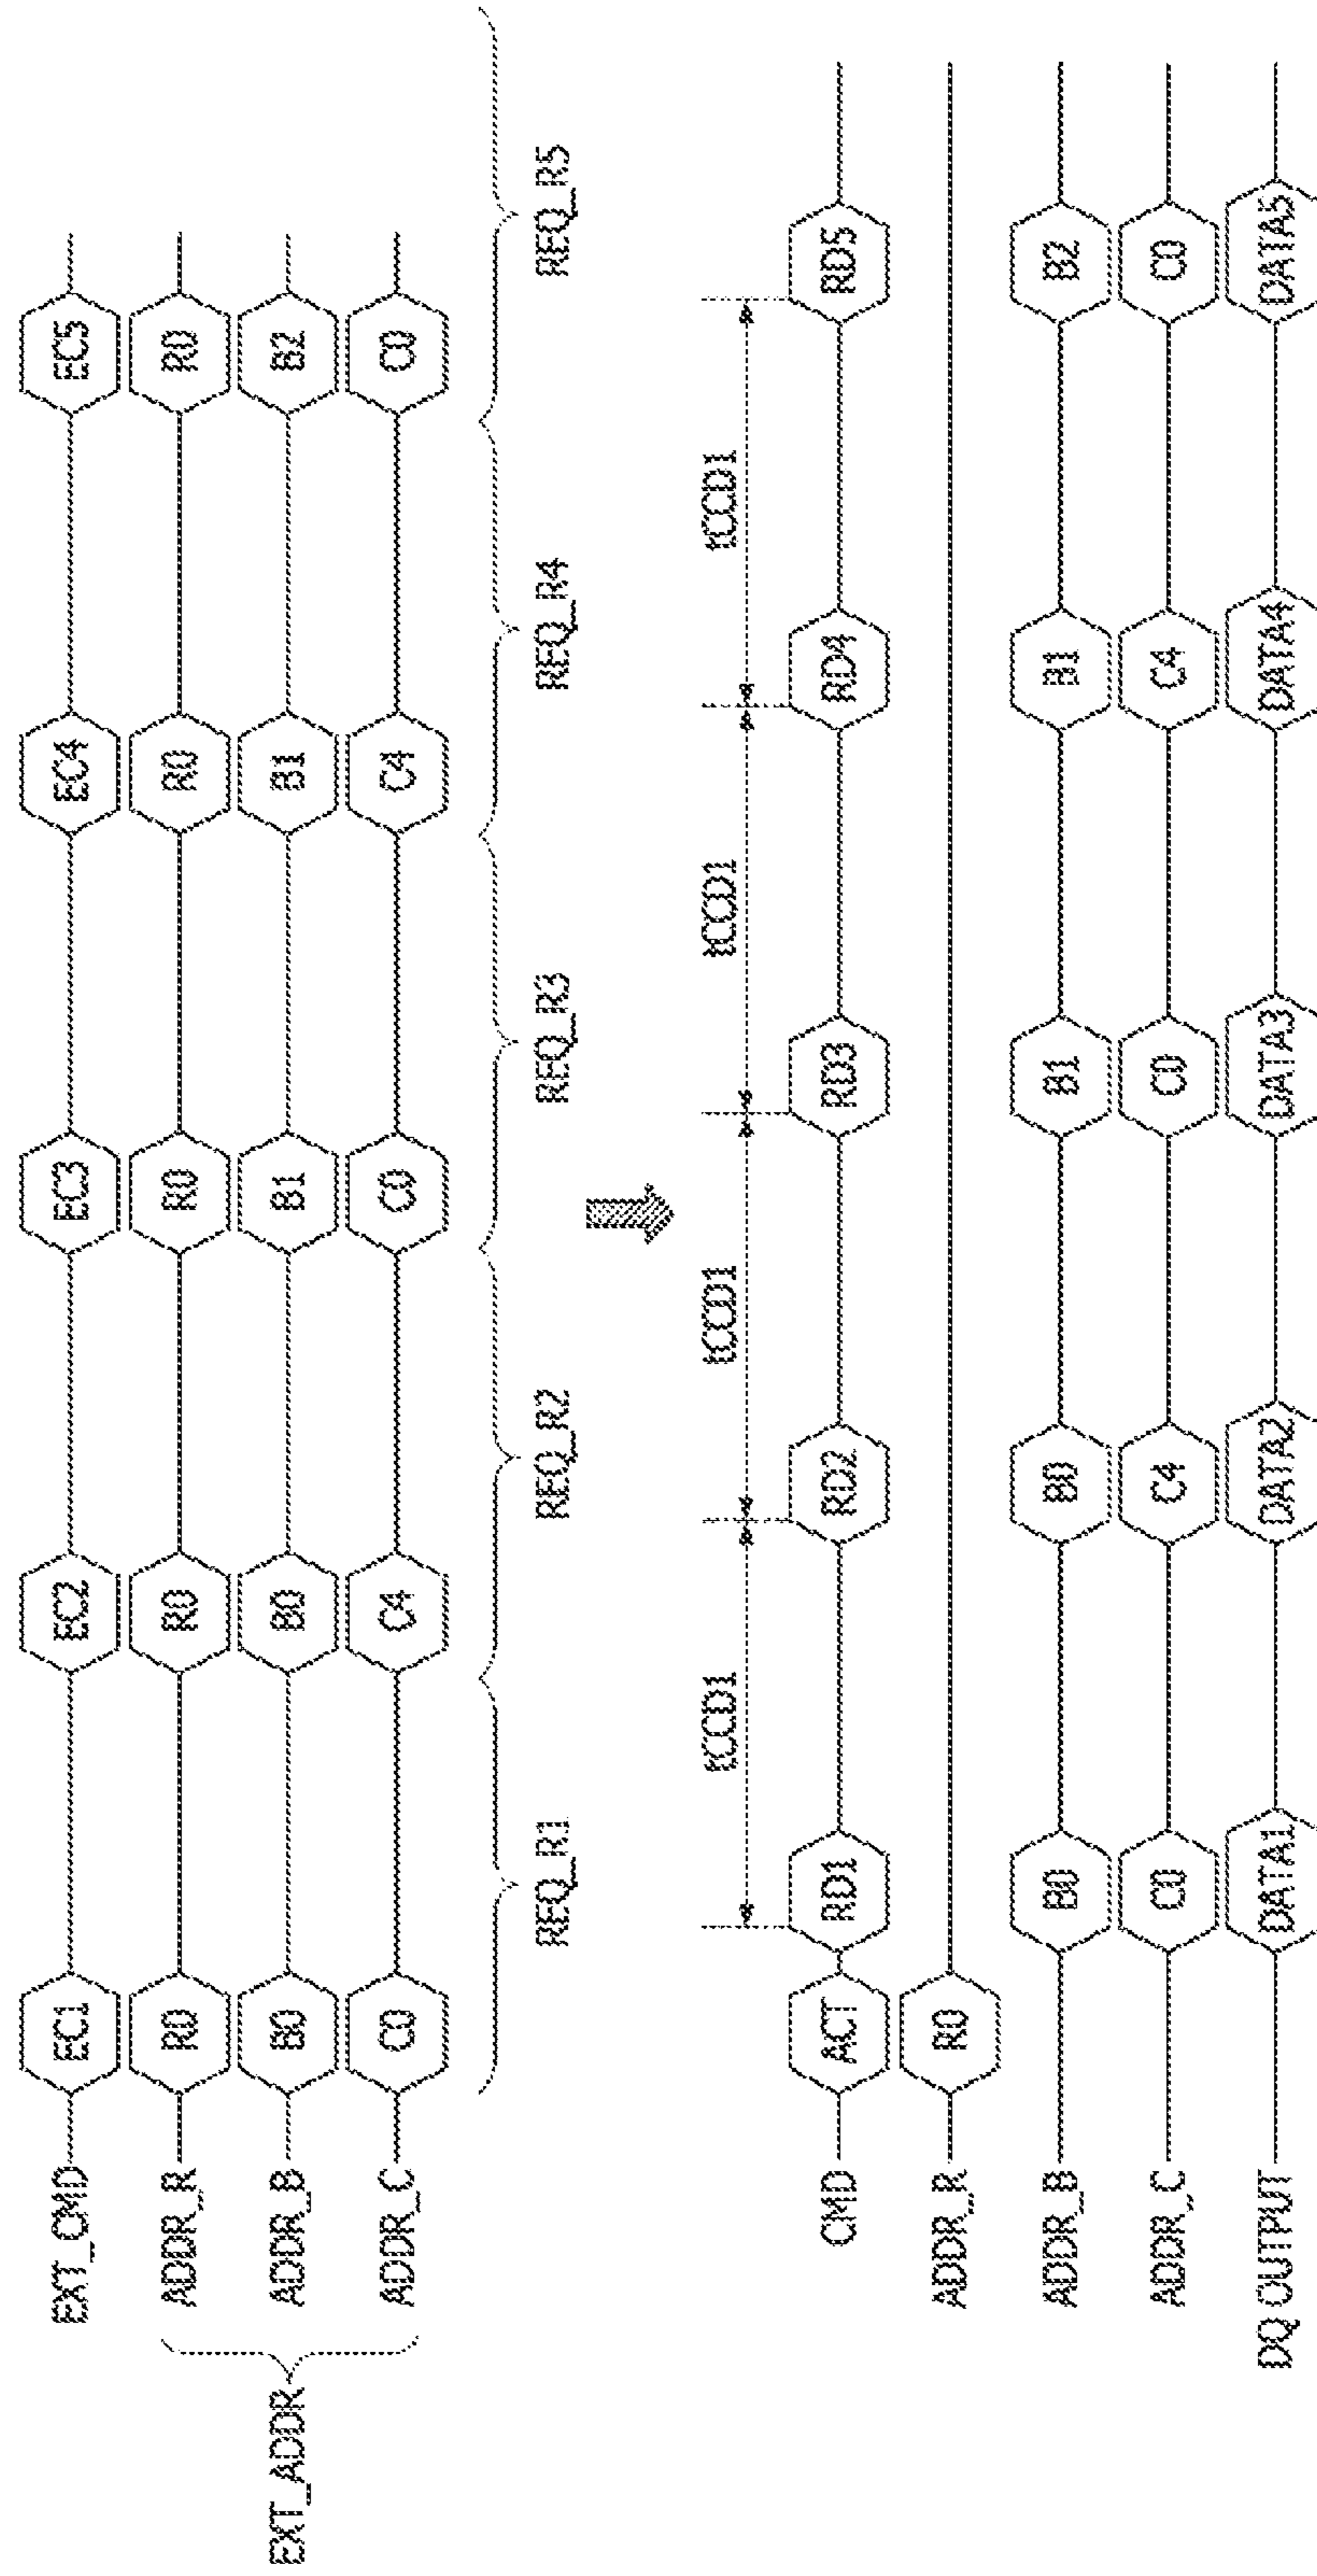 EXT_CMD EC1 EC2 EC3 EC4 EC5
EXT_ADDR
ADDR_R R0 R0 R0 R0 R0
ADDR_B B0 B0 B1 B1 B2
ADDR_C C0 C4 C0 C4 C0
REQ_R1 REQ_R2 REQ_R3 REQ_R4 REQ_R5
tCCD1 tCCD1 tCCD1 tCCD1
CMD ACT RD1 RD2 RD3 RD4 RD5
ADDR_R R0
ADDR_B B0 B0 B1 B1 B2
ADDR_C C0 C4 C0 C4 C0
DQ OUTPUT DATA1 DATA2 DATA3 DATA4 DATA5